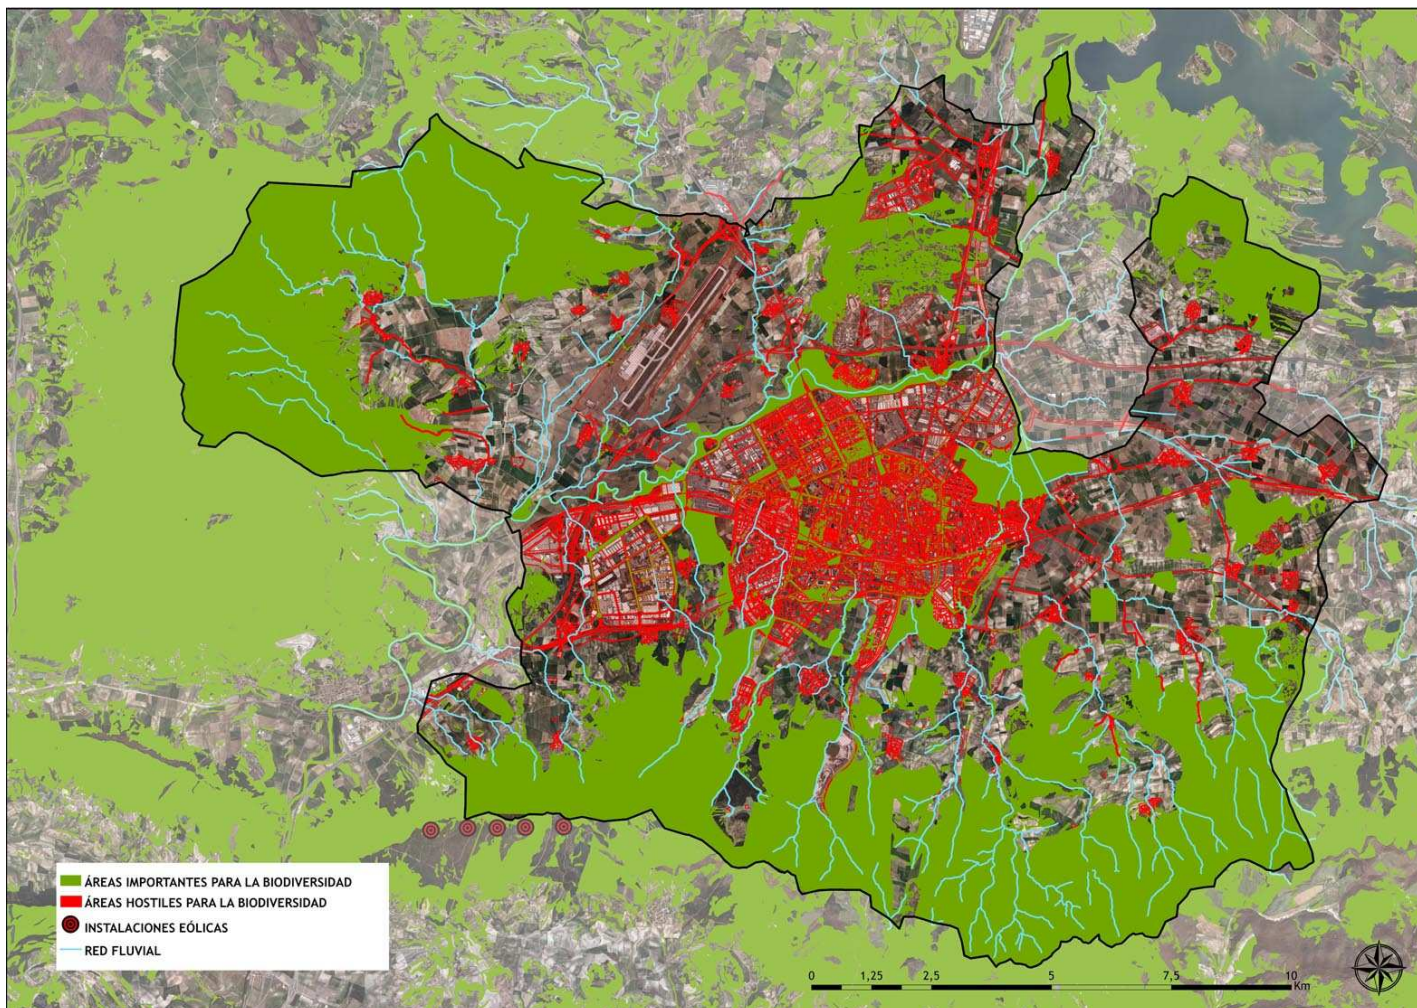 ÁREAS IMPORTANTES PARA LA BIODIVERSIDAD
ÁREAS HOSTILES PARA LA BIODIVERSIDAD
INSTALACIONES EÓLICAS
RED FLUVIAL
0 1,25 2,5 5 7,5 10
Km